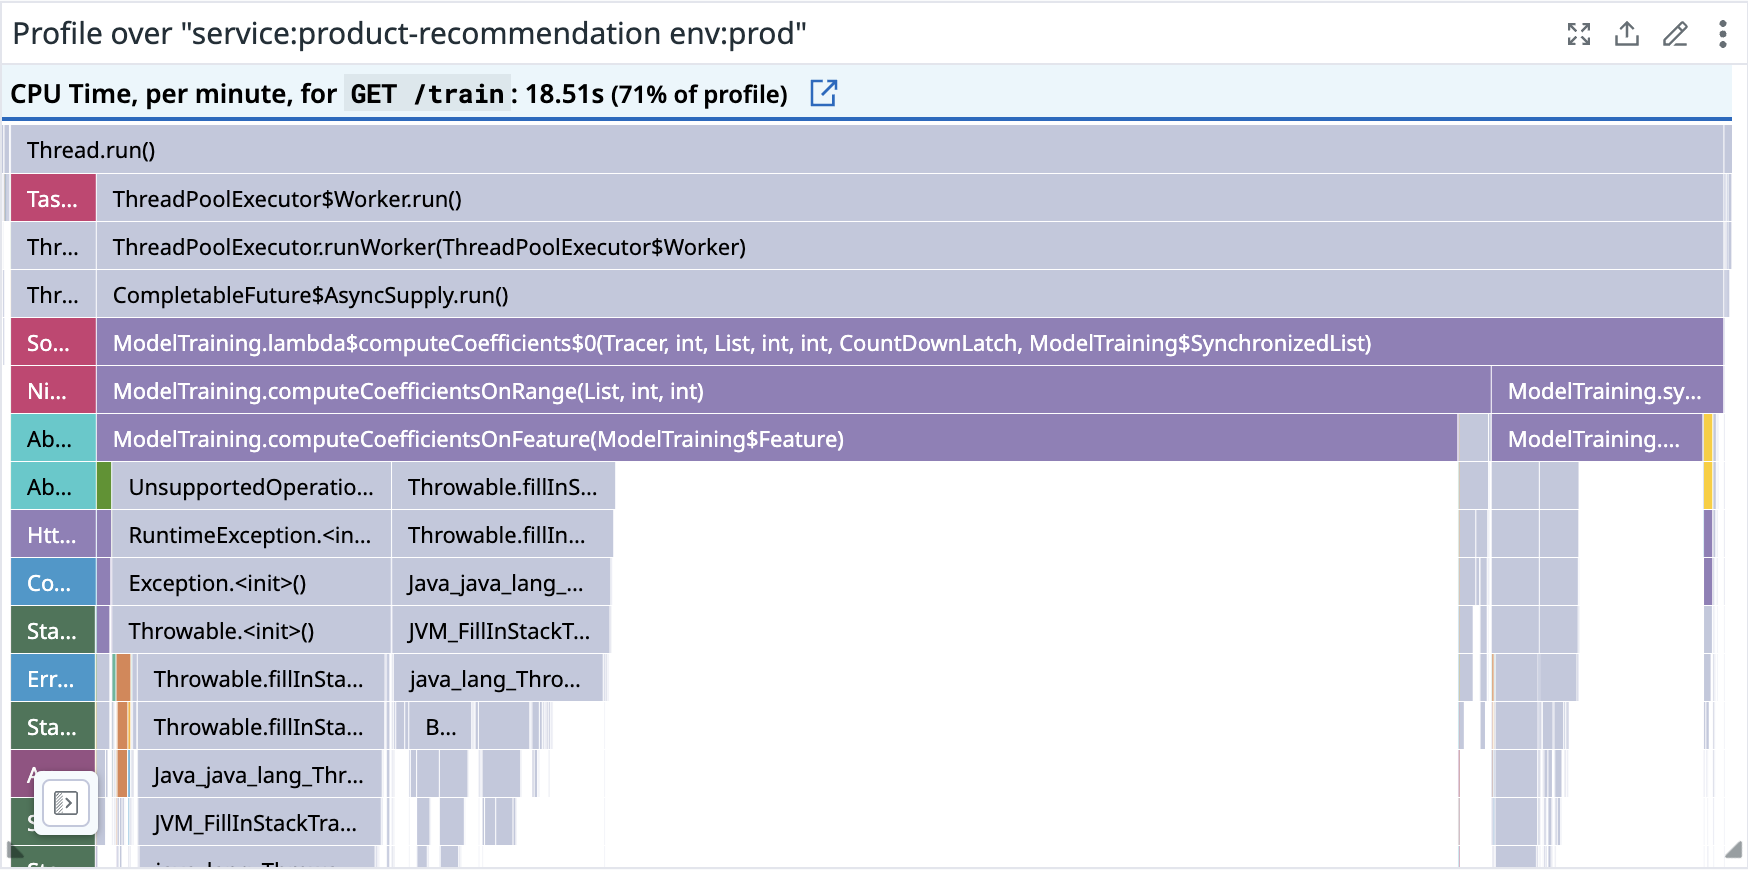 Profile over "service:product-recommendation env:prod"
CPU Time, per minute, for GET /train: 18.51s (71% of profile)
Thread.run()
Tas... ThreadPoolExecutor$Worker.run()
Thr... ThreadPoolExecutor.runWorker(ThreadPoolExecutor$Worker)
Thr... CompletableFuture$AsyncSupply.run()
So... ModelTraining.lambda$computeCoefficients$0(Tracer, int, List, int, int, CountDownLatch, ModelTraining$SynchronizedList)
Ni... ModelTraining.computeCoefficientsOnRange(List, int, int) ModelTraining.sy...
Ab... ModelTraining.computeCoefficientsOnFeature(ModelTraining$Feature) ModelTraining....
Ab... UnsupportedOperatio... Throwable.fillInS...
Htt... RuntimeException.<in... Throwable.fillIn...
Co... Exception.<init>() Java_java_lang_...
Sta... Throwable.<init>() JVM_FillInStackT...
Err... Throwable.fillInSta... java_lang_Thro...
Sta... Throwable.fillInSta... B...
Java_java_lang_Thr...
JVM_FillInStackTra...